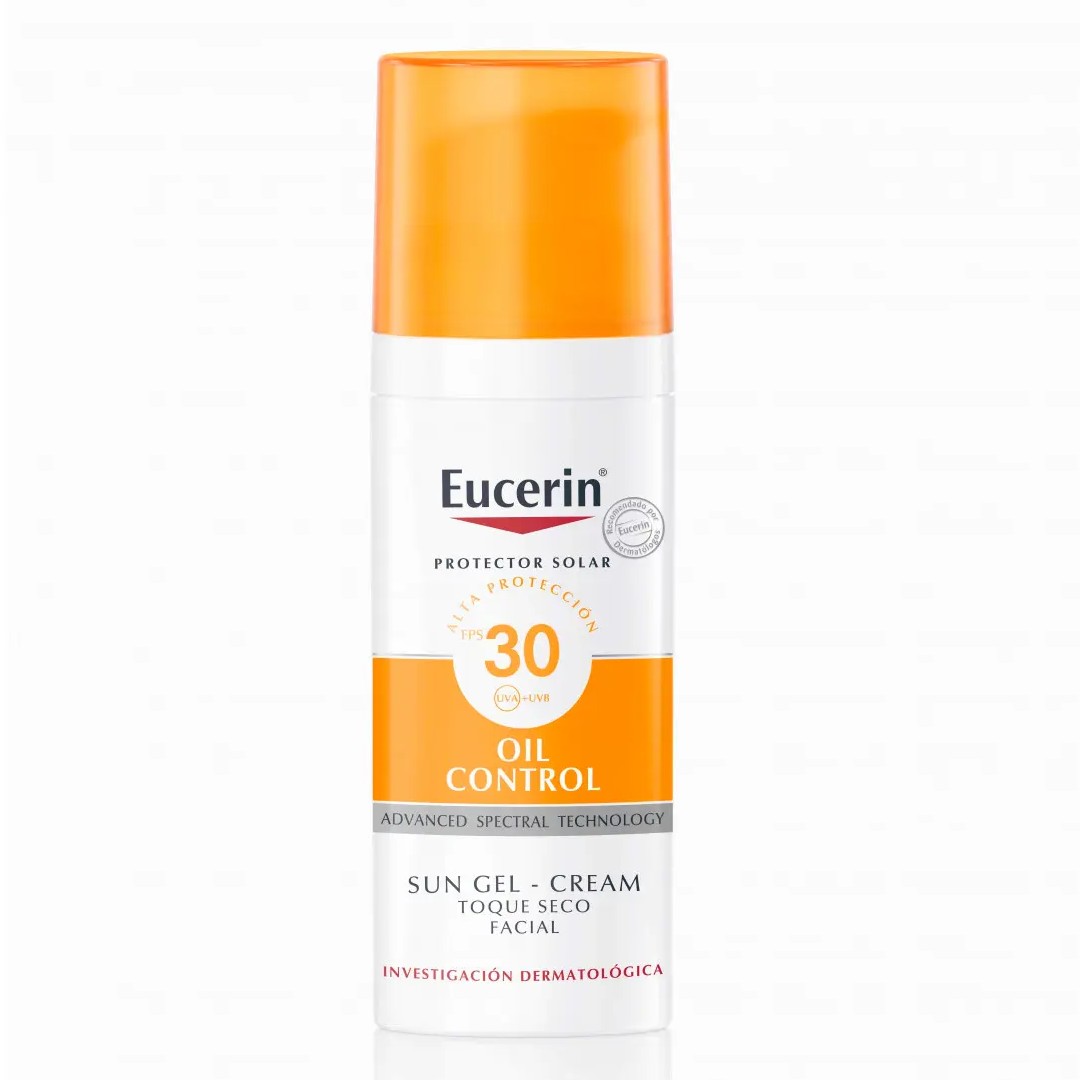 Eucerin®
Recomendado por
Eucerin
Dermatólogos
PROTECTOR SOLAR
ALTA PROTECCIÓN
FPS 30
UVA+UVB
OIL
CONTROL
ADVANCED SPECTRAL TECHNOLOGY
SUN GEL - CREAM
TOQUE SECO
FACIAL
INVESTIGACIÓN DERMATOLÓGICA